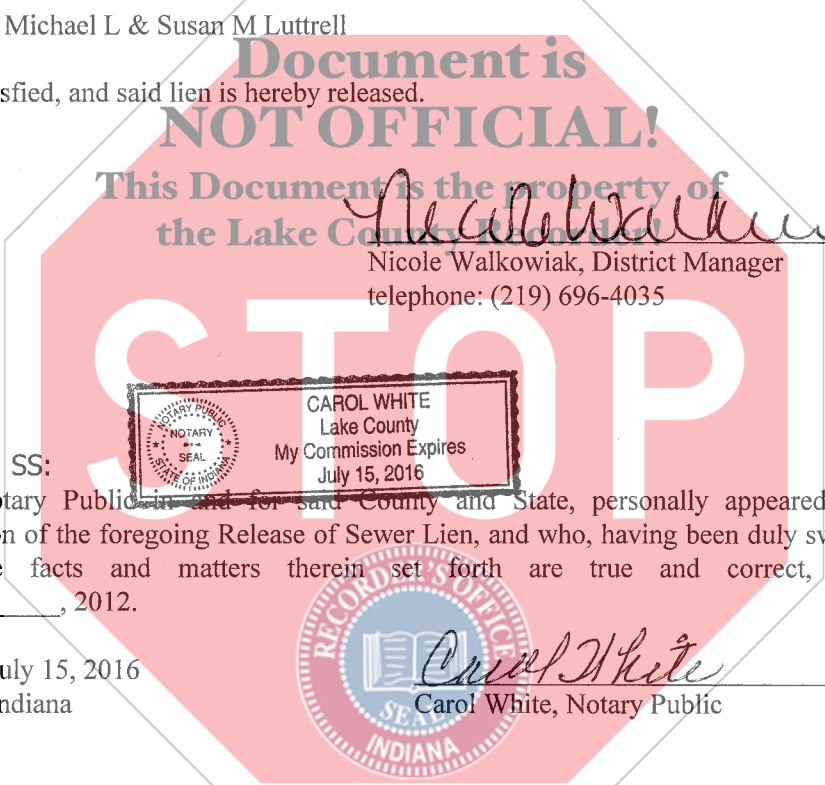 Michael L & Susan M Luttrell
Document is
sfied, and said lien is hereby released.
NOT OFFICIAL!
This Document is the property of
the Lake County Recorder!
Nicole Walkowiak
Nicole Walkowiak, District Manager
telephone: (219) 696-4035
STOP
CAROL WHITE
Lake County
My Commission Expires
July 15, 2016
NOTARY PUBLIC
NOTARY
SEAL
STATE OF INDIANA
SS:
otary Public in and for said County and State, personally appeared
n of the foregoing Release of Sewer Lien, and who, having been duly sw
e facts and matters therein set forth are true and correct,
, 2012.
RECORDER'S OFFICE
SEAL
INDIANA
uly 15, 2016
ndiana
Carol White
Carol White, Notary Public